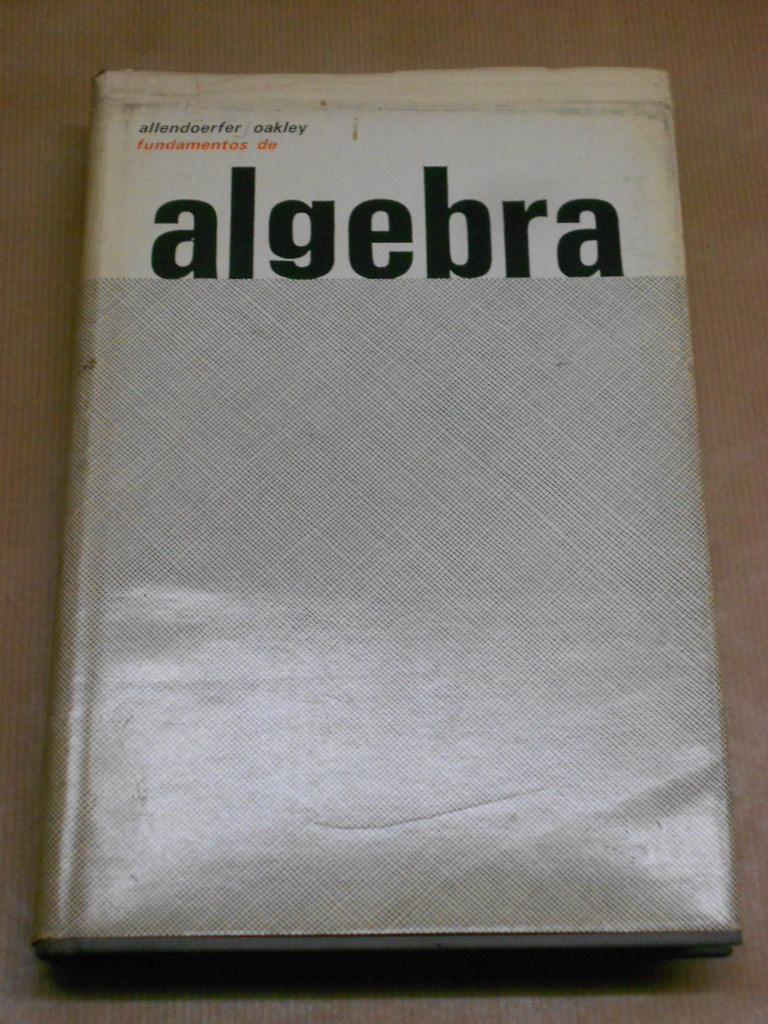 allendoerfer / oakley
fundamentos de
algebra